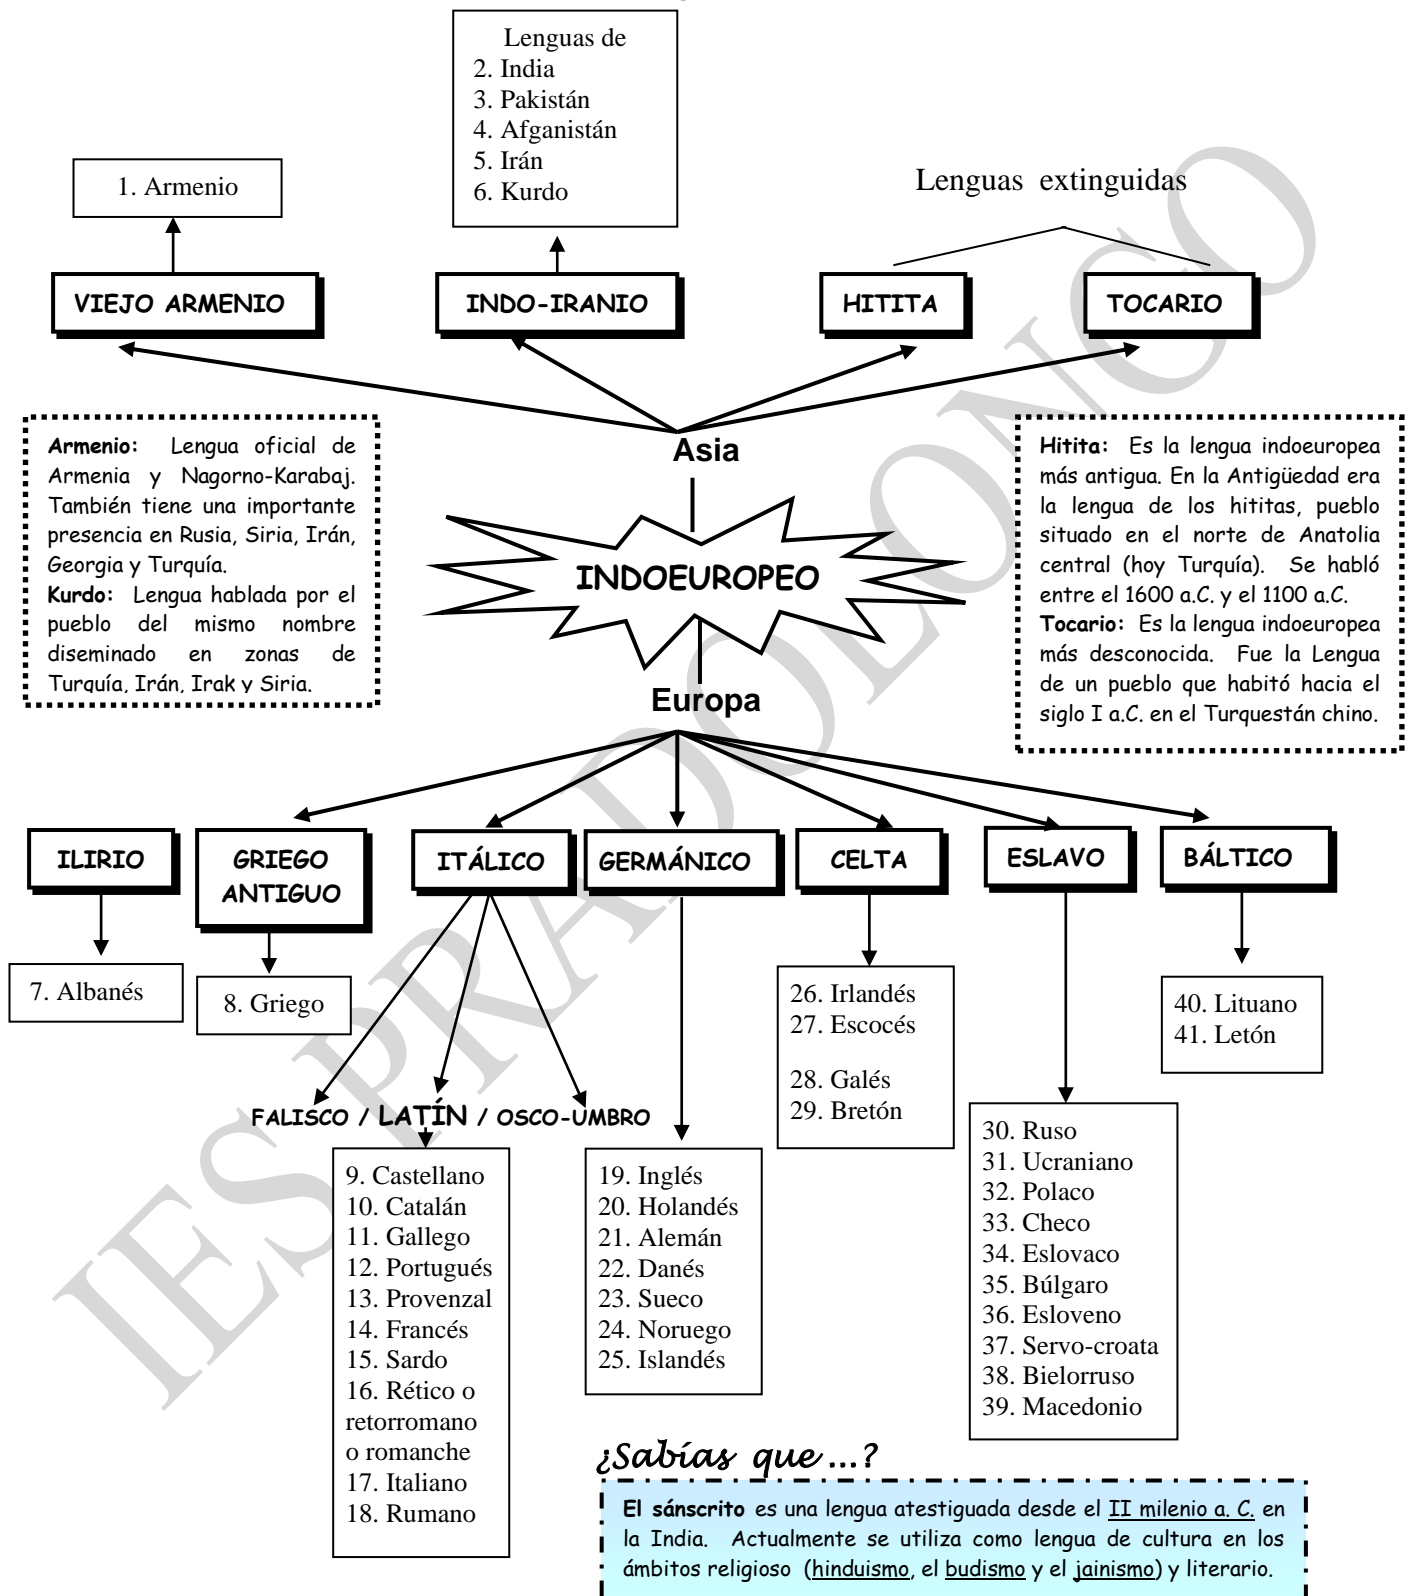 Lenguas de
2. India
3. Pakistán
4. Afganistán
5. Irán
6. Kurdo
1. Armenio
Lenguas extinguidas
VIEJO ARMENIO
INDO-IRANIO
HITITA
TOCARIO
Armenio: Lengua oficial de
Armenia y Nagorno-Karabaj.
También tiene una importante
presencia en Rusia, Siria, Irán,
Georgia y Turquía.
Kurdo: Lengua hablada por el
pueblo del mismo nombre
diseminado en zonas de
Turquía, Irán, Irak y Siria.
Asia
INDOEUROPEO
Europa
Hitita: Es la lengua indoeuropea
más antigua. En la Antigüedad era
la lengua de los hititas, pueblo
situado en el norte de Anatolia
central (hoy Turquía). Se habló
entre el 1600 a.C. y el 1100 a.C.
Tocario: Es la lengua indoeuropea
más desconocida. Fue la Lengua
de un pueblo que habitó hacia el
siglo I a.C. en el Turquestán chino.
ILIRIO
GRIEGO
ANTIGUO
ITÁLICO
GERMÁNICO
CELTA
ESLAVO
BÁLTICO
7. Albanés
8. Griego
FALISCO / LATÍN / OSCO-UMBRO
9. Castellano
10. Catalán
11. Gallego
12. Portugués
13. Provenzal
14. Francés
15. Sardo
16. Rético o
retorromano
o romanche
17. Italiano
18. Rumano
19. Inglés
20. Holandés
21. Alemán
22. Danés
23. Sueco
24. Noruego
25. Islandés
26. Irlandés
27. Escocés
28. Galés
29. Bretón
30. Ruso
31. Ucraniano
32. Polaco
33. Checo
34. Eslovaco
35. Búlgaro
36. Esloveno
37. Servo-croata
38. Bielorruso
39. Macedonio
40. Lituano
41. Letón
¿Sabías que ...?
El sánscrito es una lengua atestiguada desde el II milenio a. C. en
la India. Actualmente se utiliza como lengua de cultura en los
ámbitos religioso (hinduismo, el budismo y el jainismo) y literario.
IES PRADOLONGO